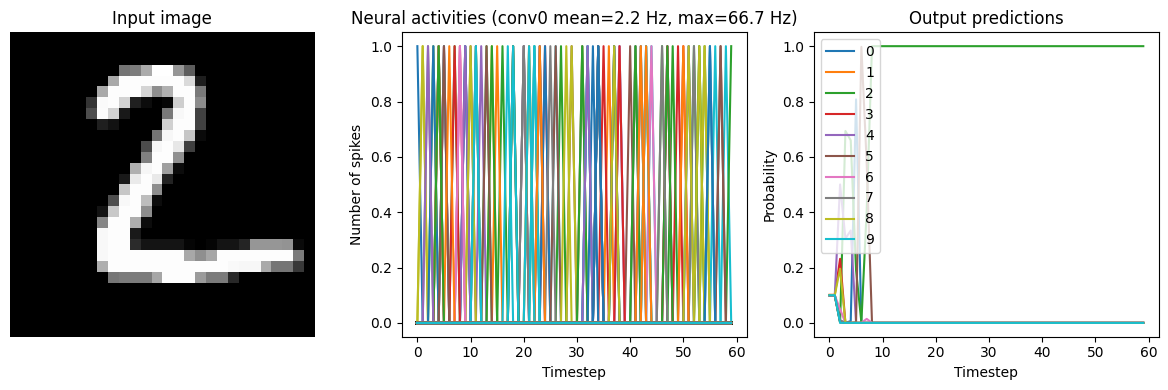 Input image
2
Neural activities (conv0 mean=2.2 Hz, max=66.7 Hz)
Number of spikes
1.0
0.8
0.6
0.4
0.2
0.0
0 10 20 30 40 50 60
Timestep
Output predictions
Probability
1.0
0.8
0.6
0.4
0.2
0.0
0
1
2
3
4
5
6
7
8
9
0 10 20 30 40 50 60
Timestep